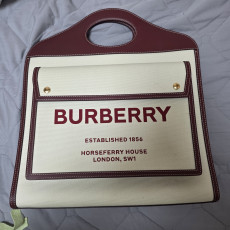 BURBERRY
ESTABLISHED 1856
HORSEFERRY HOUSE
LONDON, SW1